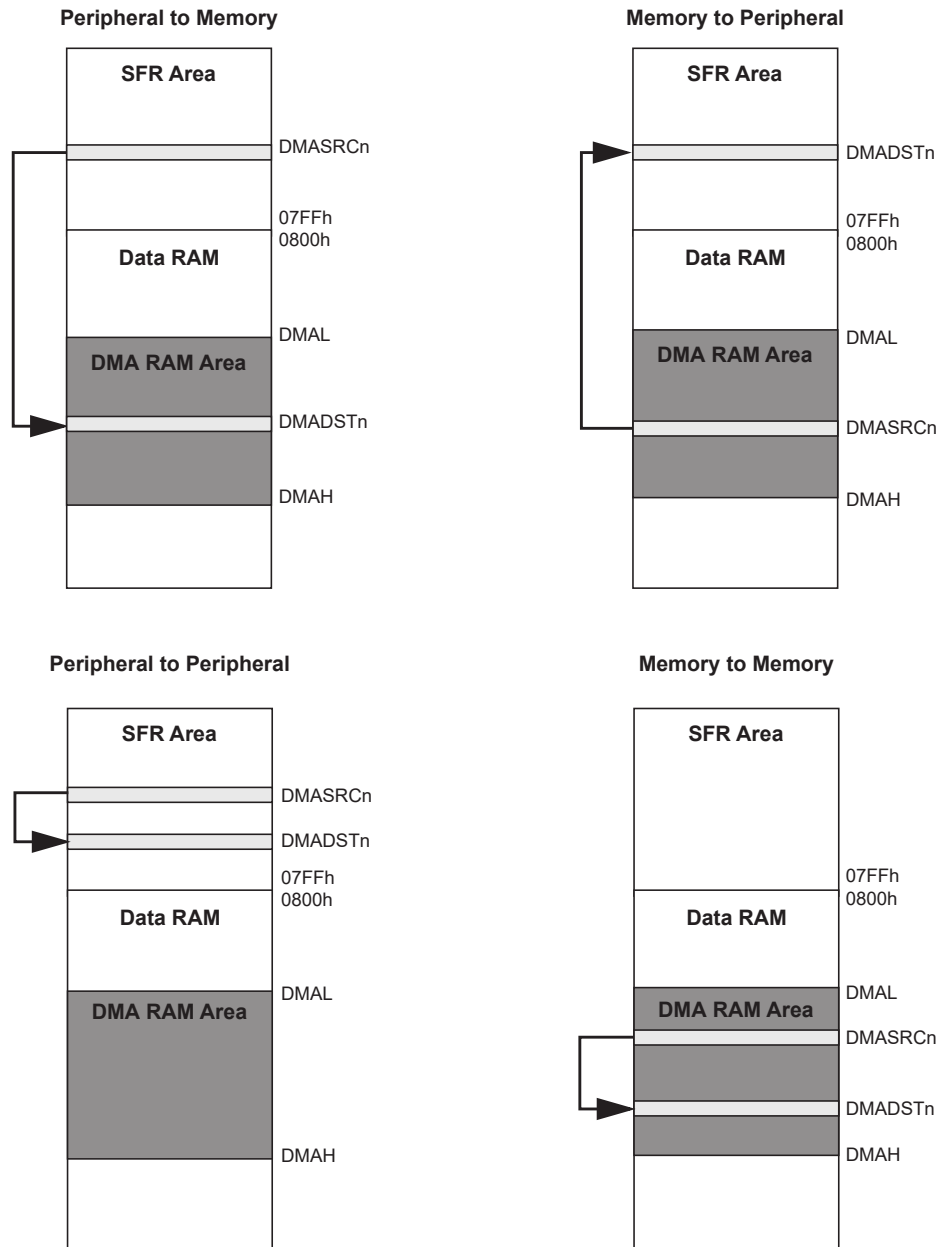 Peripheral to Memory
SFR Area
DMASRCn
07FFh
0800h
Data RAM
DMAL
DMA RAM Area
DMADSTn
DMAH
Memory to Peripheral
SFR Area
DMADSTn
07FFh
0800h
Data RAM
DMAL
DMA RAM Area
DMASRCn
DMAH
Peripheral to Peripheral
SFR Area
DMASRCn
DMADSTn
07FFh
0800h
Data RAM
DMAL
DMA RAM Area
DMAH
Memory to Memory
SFR Area
07FFh
0800h
Data RAM
DMAL
DMA RAM Area
DMASRCn
DMADSTn
DMAH